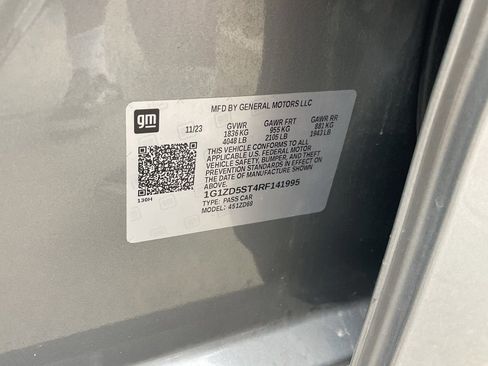 gm
MFD BY GENERAL MOTORS LLC
11/23 GVWR GAWR FRT GAWR RR
1836 KG 955 KG 881 KG
4048 LB 2105 LB 1943 LB
THIS VEHICLE CONFORMS TO ALL
APPLICABLE U.S. FEDERAL MOTOR
VEHICLE SAFETY, BUMPER, AND THEFT
PREVENTION STANDARDS IN EFFECT ON
THE DATE OF MANUFACTURE SHOWN
ABOVE.
1G1ZD5ST4RF141995
TYPE: PASS CAR
MODEL: 4S1ZD69
130H